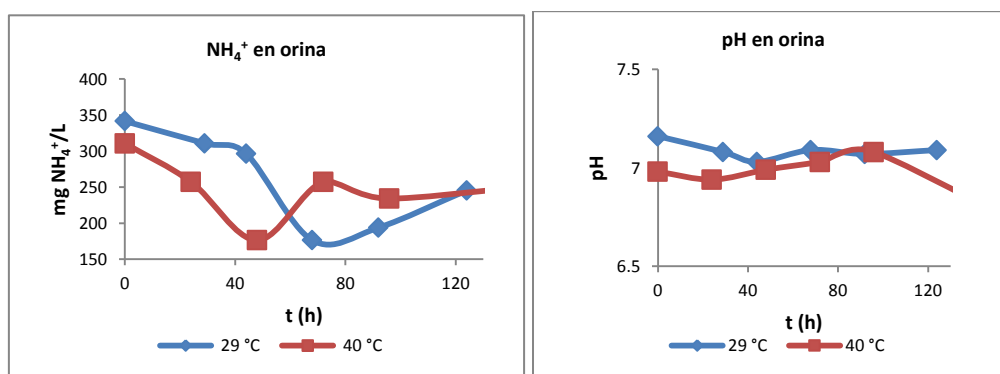 NH₄⁺ en orina
mg NH₄⁺/L
400
350
300
250
200
150
0 40 80 120
t (h)
29 °C 40 °C
pH en orina
pH
7.5
7
6.5
0 40 80 120
t (h)
29 °C 40 °C